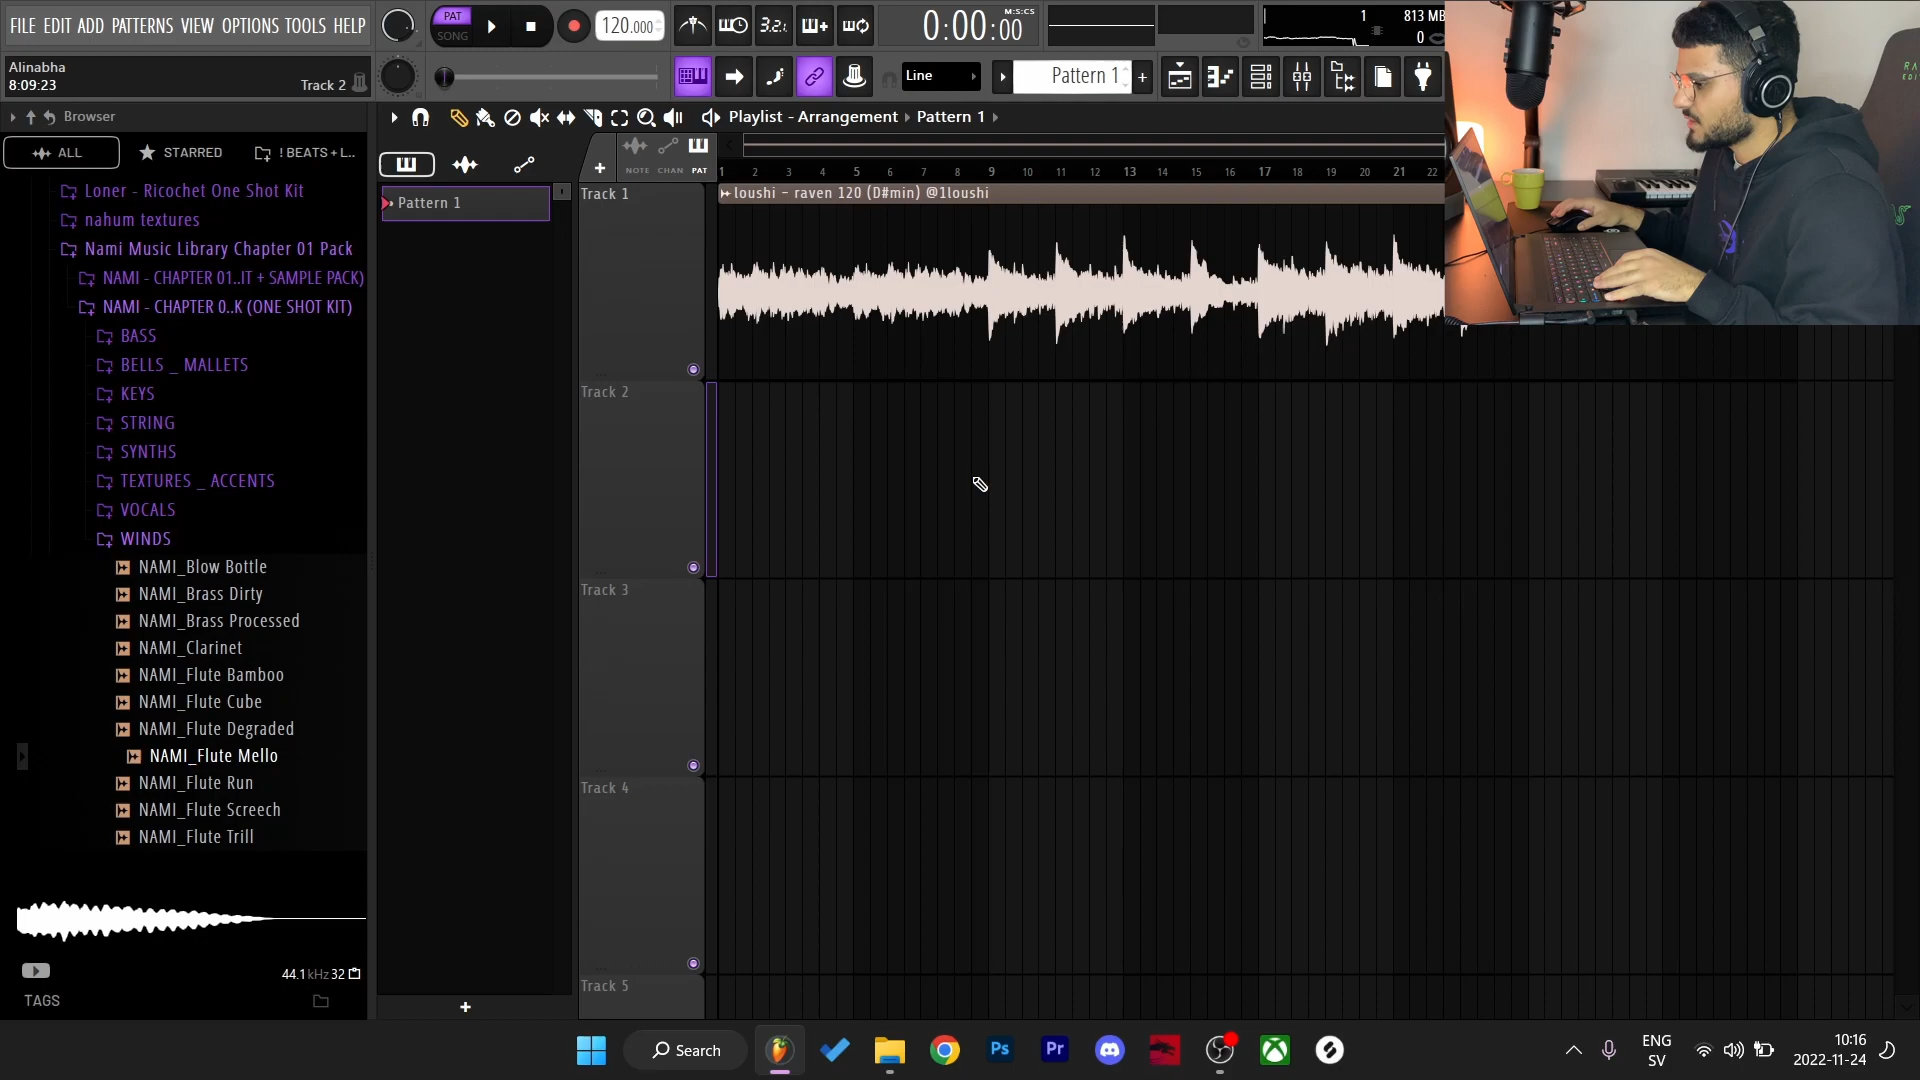 FILE EDIT ADD PATTERNS VIEW OPTIONS TOOLS HELP
PAT
SONG
120.000
3.2.
0:00:00
M:S:CS
1
813 MB
0
Alinabha
8:09:23
Track 2
Line
Pattern 1
+
Browser
Playlist - Arrangement › Pattern 1 ›
ALL
STARRED
! BEATS + L..
NOTE CHAN PAT
1 2 3 4 5 6 7 8 9 10 11 12 13 14 15 16 17 18 19 20 21 22
Pattern 1
Track 1
loushi - raven 120 (D#min) @1loushi
Track 2
Track 3
Track 4
Track 5
Loner - Ricochet One Shot Kit
nahum textures
Nami Music Library Chapter 01 Pack
NAMI - CHAPTER 01..IT + SAMPLE PACK)
NAMI - CHAPTER 0..K (ONE SHOT KIT)
BASS
BELLS _ MALLETS
KEYS
STRING
SYNTHS
TEXTURES _ ACCENTS
VOCALS
WINDS
NAMI_Blow Bottle
NAMI_Brass Dirty
NAMI_Brass Processed
NAMI_Clarinet
NAMI_Flute Bamboo
NAMI_Flute Cube
NAMI_Flute Degraded
NAMI_Flute Mello
NAMI_Flute Run
NAMI_Flute Screech
NAMI_Flute Trill
44.1 kHz 32
TAGS
+
Search
Ps
Pr
ENG
SV
10:16
2022-11-24